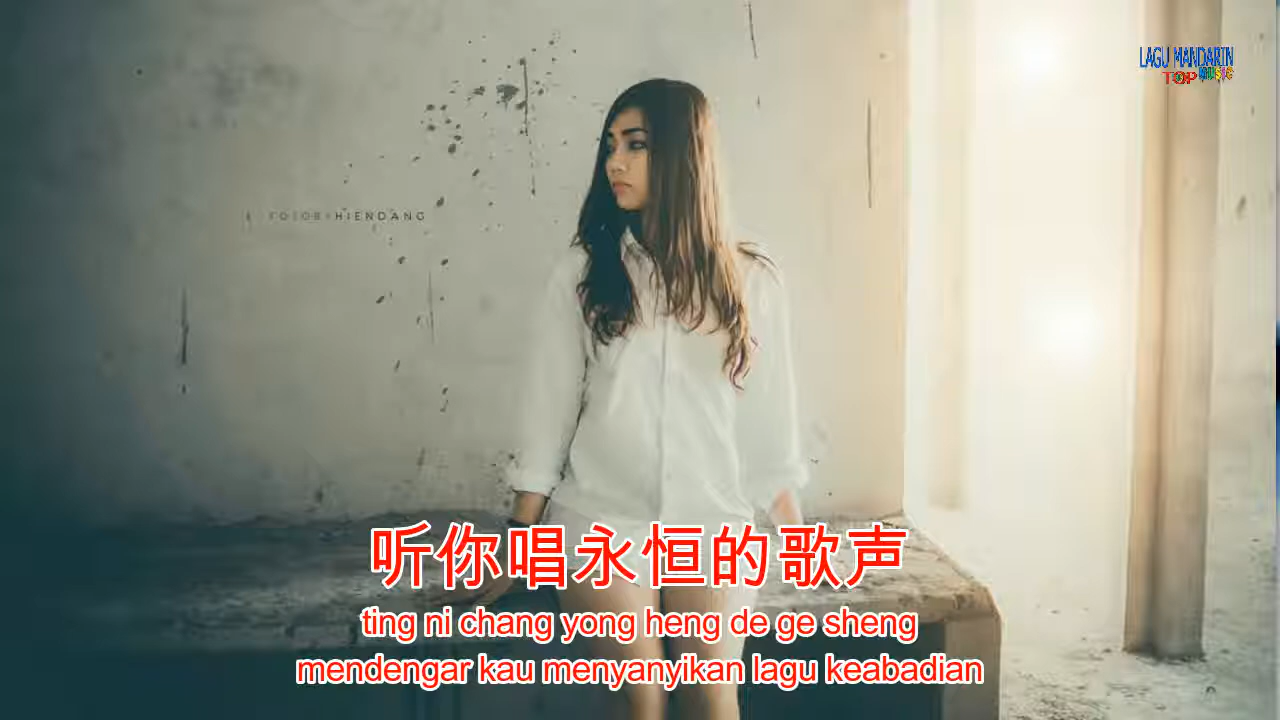 LAGU MANDARIN
TOP MUSIC
HIENDANG
听你唱永恒的歌声
ting ni chang yong heng de ge sheng
mendengar kau menyanyikan lagu keabadian